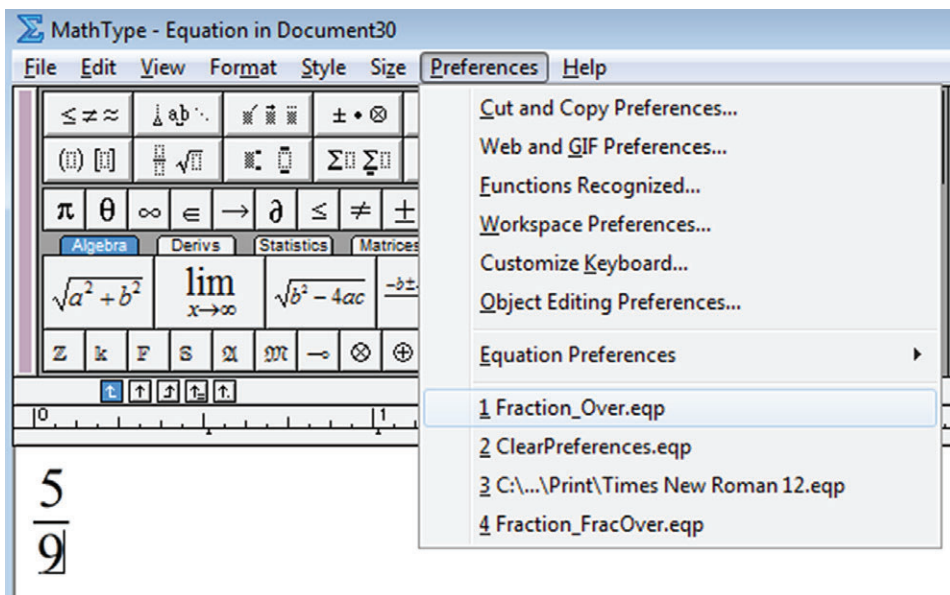 MathType - Equation in Document30
File Edit View Format Style Size Preferences Help
≤ ≠ ≈ ab ± • ⊗
Σ Σ
π θ ∞ ∈ → ∂ ≤ ≠ ±
Algebra Derivs Statistics Matrices
√a² + b² lim x→∞ √b² − 4ac −b±
ℤ 𝕜 𝔽 𝕊 𝔄 𝔐 ⊸ ⊗ ⊕
0 1
Cut and Copy Preferences...
Web and GIF Preferences...
Functions Recognized...
Workspace Preferences...
Customize Keyboard...
Object Editing Preferences...
Equation Preferences
1 Fraction_Over.eqp
2 ClearPreferences.eqp
3 C:\...\Print\Times New Roman 12.eqp
4 Fraction_FracOver.eqp
5
9